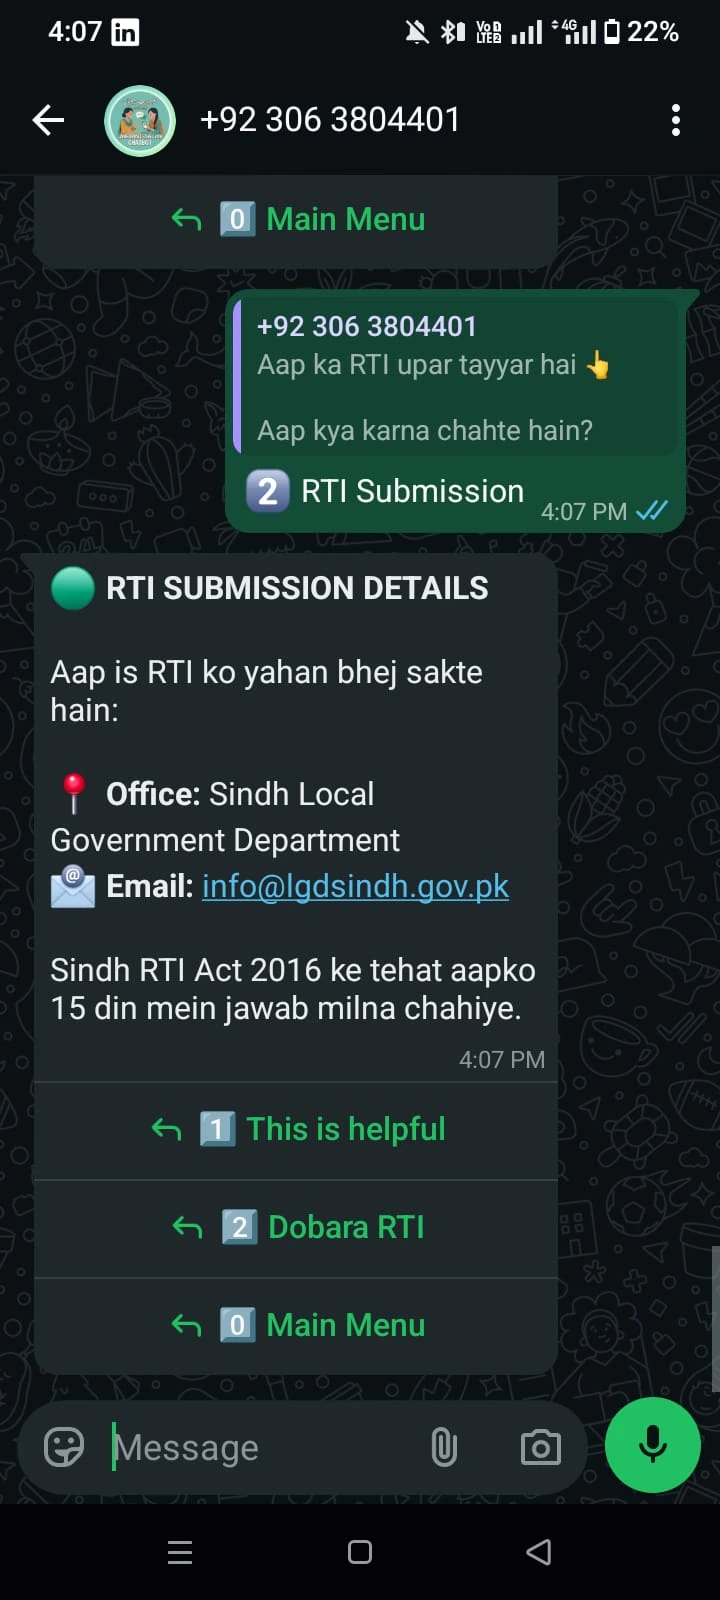 4:07 in VoD LTE2 4G 22%
+92 306 3804401
0 Main Menu
+92 306 3804401
Aap ka RTI upar tayyar hai 👆
Aap kya karna chahte hain?
2 RTI Submission
4:07 PM
🟢 RTI SUBMISSION DETAILS
Aap is RTI ko yahan bhej sakte
hain:
📍 Office: Sindh Local
Government Department
📧 Email: info@lgdsindh.gov.pk
Sindh RTI Act 2016 ke tehat aapko
15 din mein jawab milna chahiye.
4:07 PM
1 This is helpful
2 Dobara RTI
0 Main Menu
Message